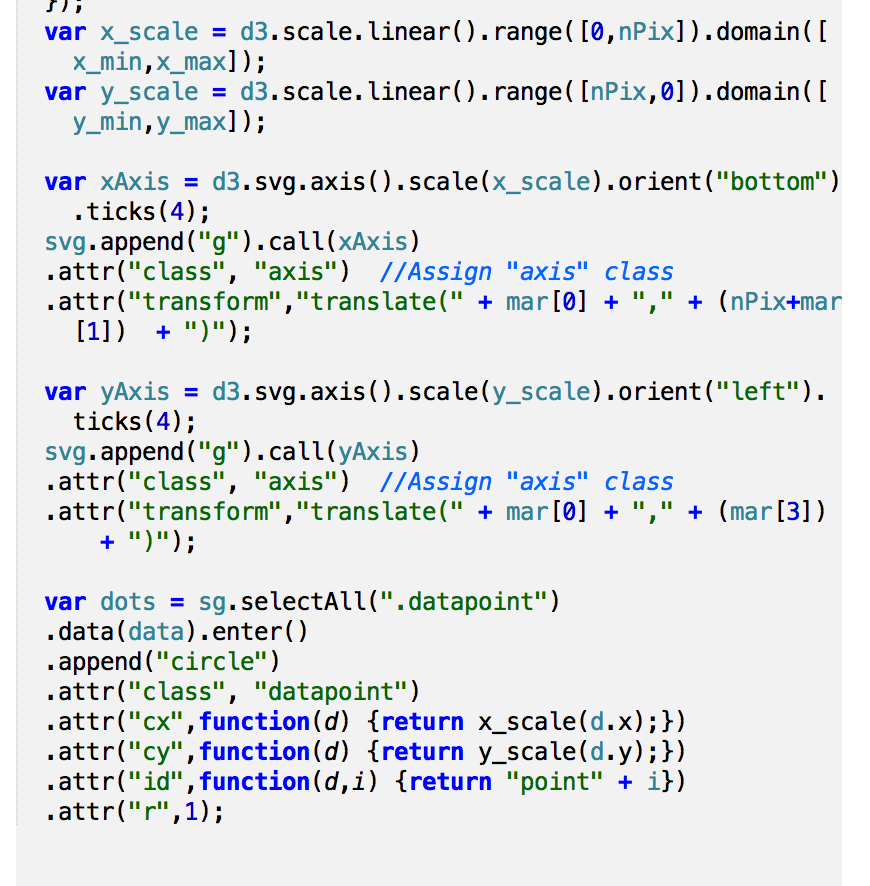 });
var x_scale = d3.scale.linear().range([0,nPix]).domain([
x_min,x_max]);
var y_scale = d3.scale.linear().range([nPix,0]).domain([
y_min,y_max]);
var xAxis = d3.svg.axis().scale(x_scale).orient("bottom")
.ticks(4);
svg.append("g").call(xAxis)
.attr("class", "axis")  //Assign "axis" class
.attr("transform","translate(" + mar[0] + "," + (nPix+mar
[1])  + ")");
var yAxis = d3.svg.axis().scale(y_scale).orient("left").
ticks(4);
svg.append("g").call(yAxis)
.attr("class", "axis")  //Assign "axis" class
.attr("transform","translate(" + mar[0] + "," + (mar[3])
+ ")");
var dots = sg.selectAll(".datapoint")
.data(data).enter()
.append("circle")
.attr("class", "datapoint")
.attr("cx",function(d) {return x_scale(d.x);})
.attr("cy",function(d) {return y_scale(d.y);})
.attr("id",function(d,i) {return "point" + i})
.attr("r",1);